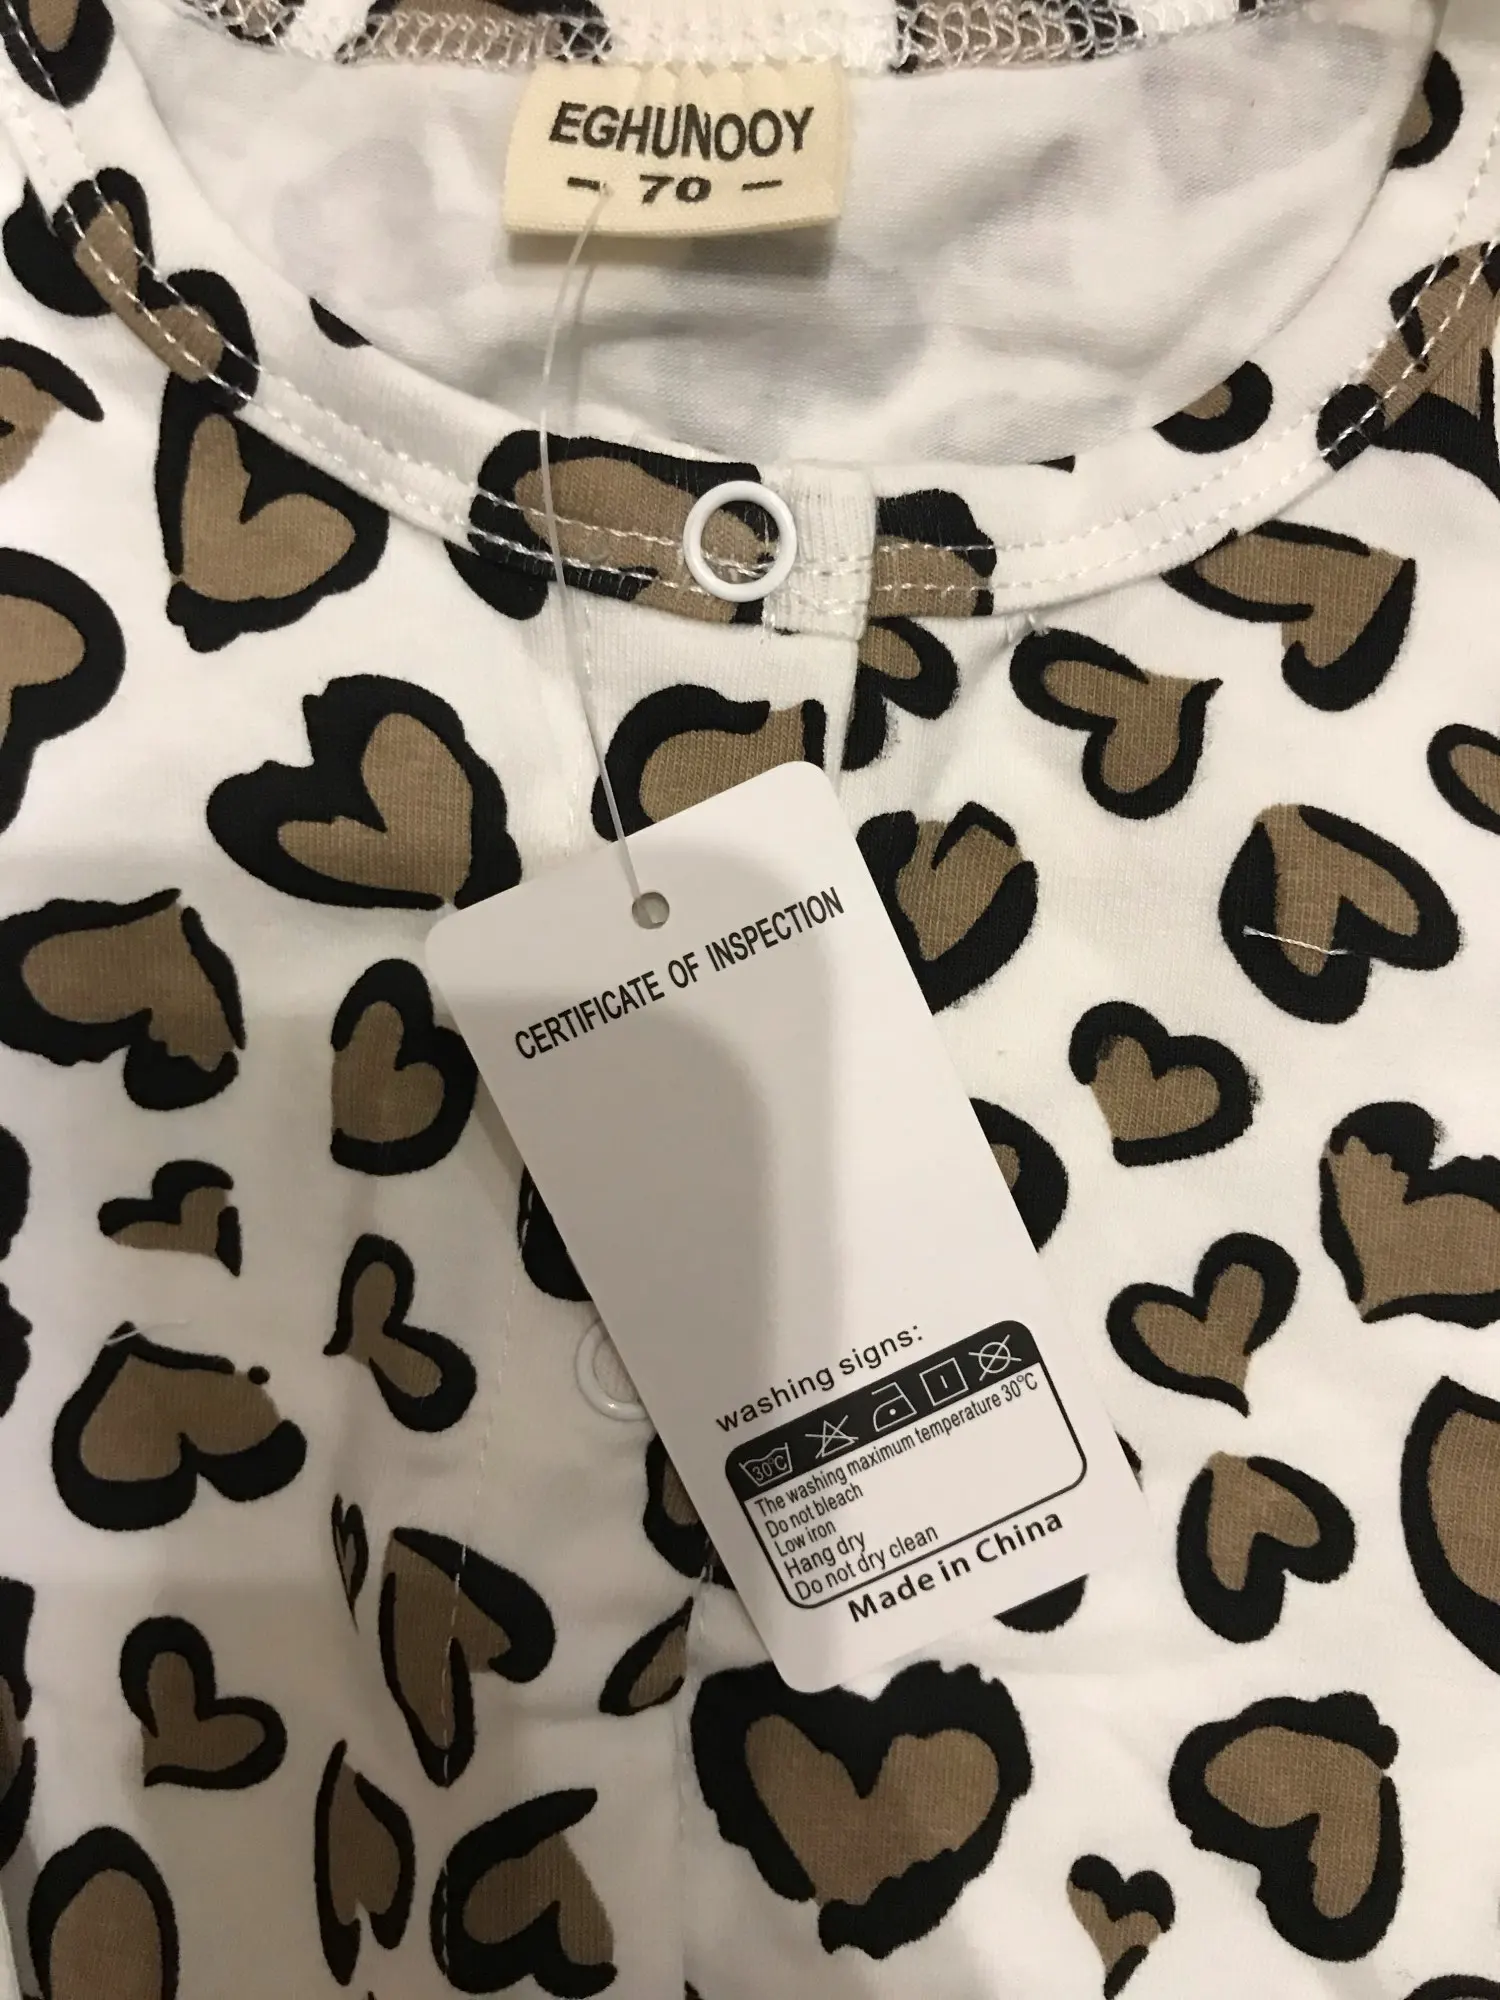 EGHUNOOY
- 70 -
CERTIFICATE OF INSPECTION
washing signs:
30°C
The washing maximum temperature 30℃
Do not bleach
Low iron
Hang dry
Do not dry clean
Made in China